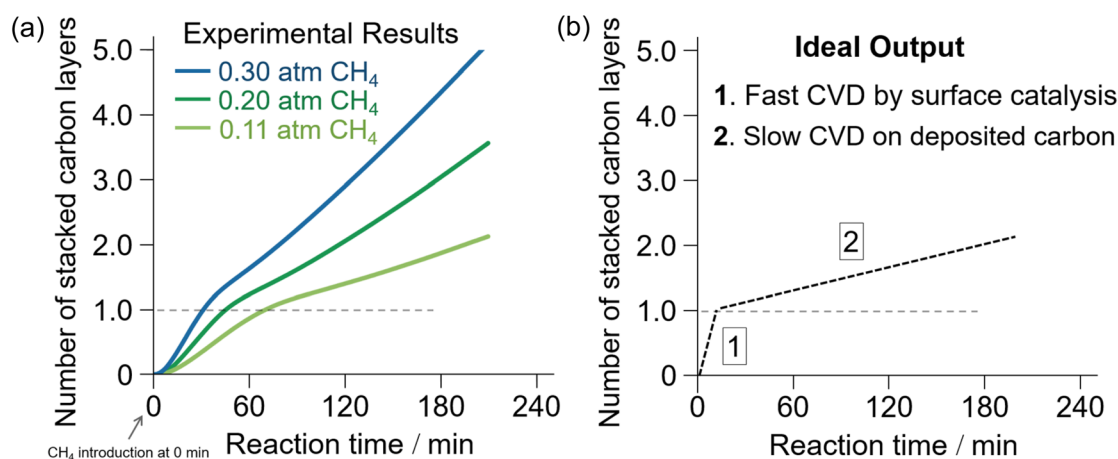 (a)
Experimental Results
0.30 atm CH₄
0.20 atm CH₄
0.11 atm CH₄
Number of stacked carbon layers
5.0
4.0
3.0
2.0
1.0
0
0 60 120 180 240
Reaction time / min
CH₄ introduction at 0 min
(b)
Ideal Output
1. Fast CVD by surface catalysis
2. Slow CVD on deposited carbon
Number of stacked carbon layers
5.0
4.0
3.0
2.0
1.0
0
2
1
0 60 120 180 240
Reaction time / min